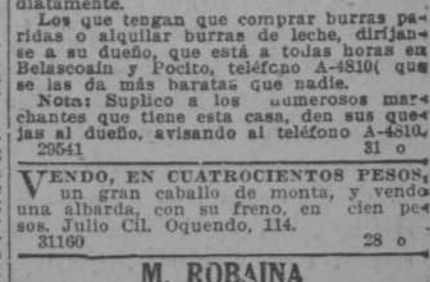 diatamente.
Los que tengan que comprar burras pa-
ridas o alquilar burras de leche, diríjan-
se a su dueño, que está a todas horas en
Belascoaín y Pocito, teléfono A-4810( que
se las da más baratas que nadie.
Nota: Suplico a los numerosos mar-
chantes que tiene esta casa, den sus que-
jas al dueño, avisando al teléfono A-4810.
29541 31 o
VENDO, EN CUATROCIENTOS PESOS,
un gran caballo de monta, y vendo
una albarda, con su freno, en cien pe-
sos. Julio Cil. Oquendo, 114.
31160 28 o
M. ROBAINA